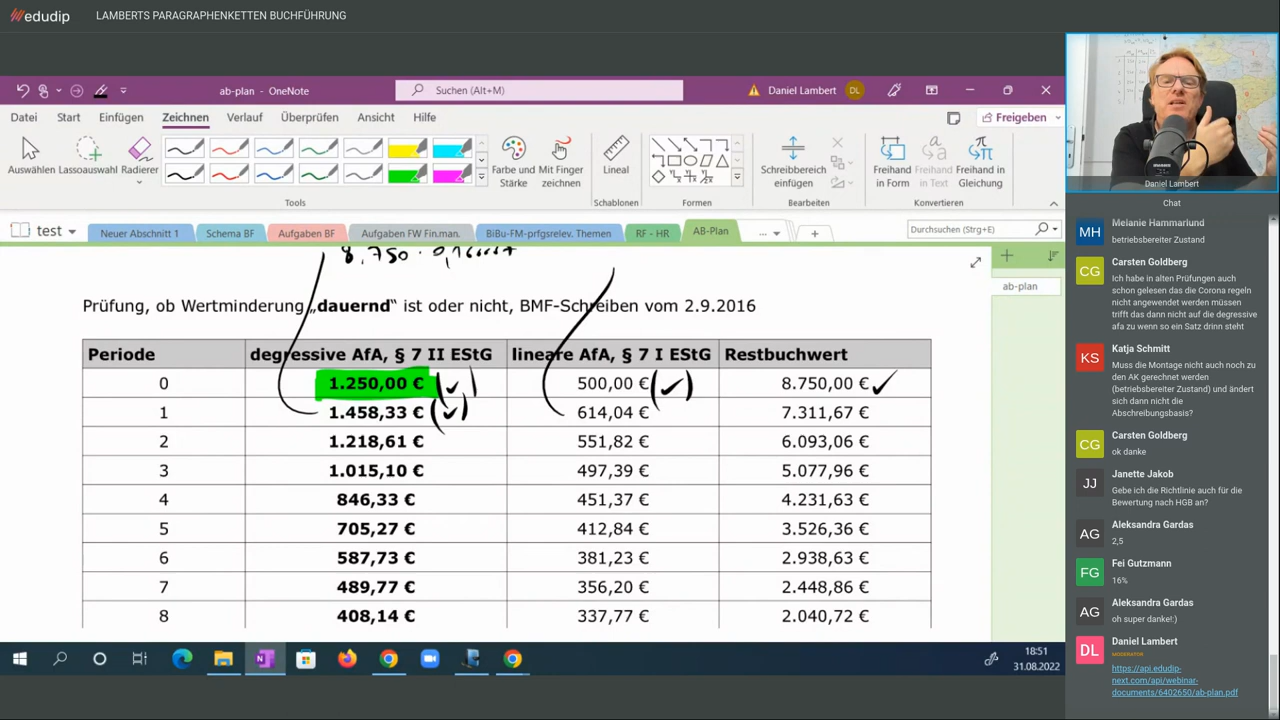 edudip
LAMBERTS PARAGRAPHENKETTEN BUCHFÜHRUNG
ab-plan - OneNote
Suchen (Alt+M)
Daniel Lambert
DL
Datei Start Einfügen Zeichnen Verlauf Überprüfen Ansicht Hilfe
Freigeben
Auswählen Lassoauswahl Radierer
Farbe und Stärke
Mit Finger zeichnen
Lineal
Schreibbereich einfügen
Freihand in Form
Freihand in Text
Freihand in Gleichung
Tools Schablonen Formen Bearbeiten Konvertieren
test
Neuer Abschnitt 1 Schema BF Aufgaben BF Aufgaben FW Fin.man. BiBu-FM-prfgsrelev. Themen RF - HR AB-Plan ...
Durchsuchen (Strg+E)
ab-plan
8.750
Prüfung, ob Wertminderung „dauernd“ ist oder nicht, BMF-Schreiben vom 2.9.2016
Periode degressive AfA, § 7 II EStG lineare AfA, § 7 I EStG Restbuchwert
0 1.250,00 € (✓) 500,00 € (✓) 8.750,00 € ✓
1 1.458,33 € (✓) 614,04 € 7.311,67 €
2 1.218,61 € 551,82 € 6.093,06 €
3 1.015,10 € 497,39 € 5.077,96 €
4 846,33 € 451,37 € 4.231,63 €
5 705,27 € 412,84 € 3.526,36 €
6 587,73 € 381,23 € 2.938,63 €
7 489,77 € 356,20 € 2.448,86 €
8 408,14 € 337,77 € 2.040,72 €
18:51
31.08.2022
Daniel Lambert
Chat
MH
Melanie Hammarlund
betriebsbereiter Zustand
CG
Carsten Goldberg
Ich habe in alten Prüfungen auch
schon gelesen das die Corona regeln
nicht angewendet werden müssen
trifft das dann nicht auf die degressive
afa zu wenn so ein Satz drinn steht
KS
Katja Schmitt
Muss die Montage nicht auch noch zu
den AK gerechnet werden
(betriebsbereiter Zustand) und ändert
sich dann nicht die
Abschreibungsbasis?
CG
Carsten Goldberg
ok danke
JJ
Janette Jakob
Gebe ich die Richtlinie auch für die
Bewertung nach HGB an?
AG
Aleksandra Gardas
2,5
FG
Fei Gutzmann
16%
AG
Aleksandra Gardas
oh super danke!:)
DL
Daniel Lambert
MODERATOR
https://api.edudip-
next.com/api/webinar-
documents/6402650/ab-plan.pdf